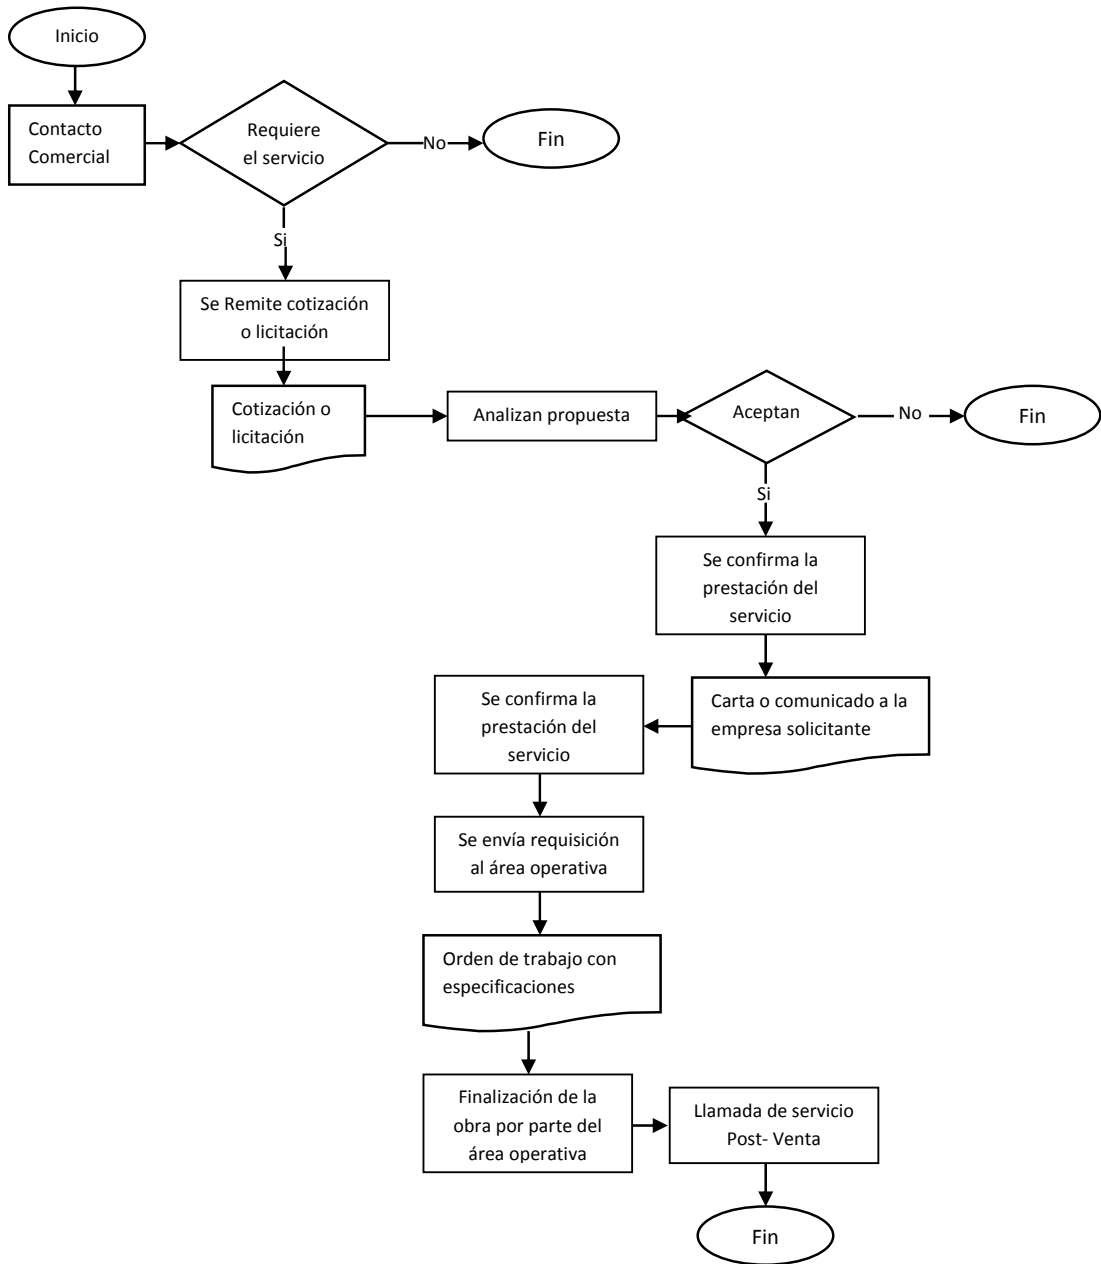 Inicio
Contacto
Comercial
Requiere
el servicio
No
Fin
Si
Se Remite cotización
o licitación
Cotización o
licitación
Analizan propuesta
Aceptan
No
Fin
Si
Se confirma la
prestación del
servicio
Carta o comunicado a la
empresa solicitante
Se confirma la
prestación del
servicio
Se envía requisición
al área operativa
Orden de trabajo con
especificaciones
Finalización de la
obra por parte del
área operativa
Llamada de servicio
Post- Venta
Fin